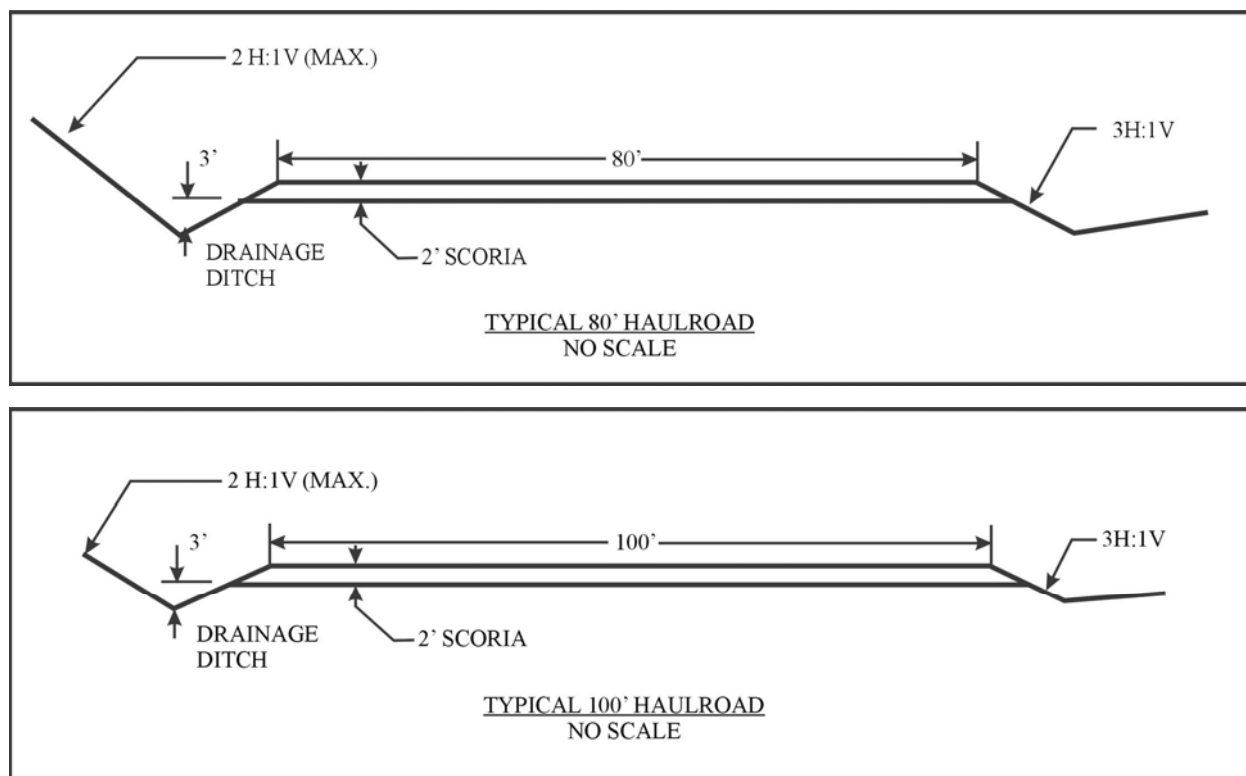 2 H:1V (MAX.)
3H:1V
3’
80’
DRAINAGE
DITCH
2’ SCORIA
TYPICAL 80’ HAULROAD
NO SCALE
2 H:1V (MAX.)
3’
100’
3H:1V
DRAINAGE
DITCH
2’ SCORIA
TYPICAL 100’ HAULROAD
NO SCALE